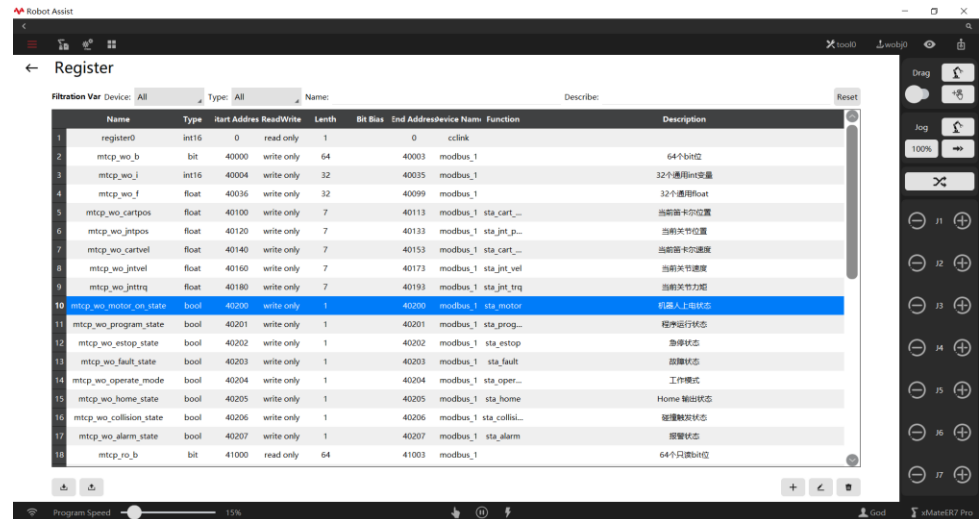 Robot Assist
tool0 wobj0
Register
Filtration Var Device: All Type: All Name: Describe: Reset
Name Type itart Addres ReadWrite Lenth Bit Bias End Address Device Name Function Description
1 register0 int16 0 read only 1 0 cclink
2 mtcp_wo_b bit 40000 write only 64 40003 modbus_1 64个bit位
3 mtcp_wo_i int16 40004 write only 32 40035 modbus_1 32个通用int变量
4 mtcp_wo_f float 40036 write only 32 40099 modbus_1 32个通用float
5 mtcp_wo_cartpos float 40100 write only 7 40113 modbus_1 sta_cart_... 当前笛卡尔位置
6 mtcp_wo_jntpos float 40120 write only 7 40133 modbus_1 sta_jnt_p... 当前关节位置
7 mtcp_wo_cartvel float 40140 write only 7 40153 modbus_1 sta_cart_... 当前笛卡尔速度
8 mtcp_wo_jntvel float 40160 write only 7 40173 modbus_1 sta_jnt_vel 当前关节速度
9 mtcp_wo_jnttrq float 40180 write only 7 40193 modbus_1 sta_jnt_trq 当前关节力矩
10 mtcp_wo_motor_on_state bool 40200 write only 1 40200 modbus_1 sta_motor 机器人上电状态
11 mtcp_wo_program_state bool 40201 write only 1 40201 modbus_1 sta_prog... 程序运行状态
12 mtcp_wo_estop_state bool 40202 write only 1 40202 modbus_1 sta_estop 急停状态
13 mtcp_wo_fault_state bool 40203 write only 1 40203 modbus_1 sta_fault 故障状态
14 mtcp_wo_operate_mode bool 40204 write only 1 40204 modbus_1 sta_oper... 工作模式
15 mtcp_wo_home_state bool 40205 write only 1 40205 modbus_1 sta_home Home 输出状态
16 mtcp_wo_collision_state bool 40206 write only 1 40206 modbus_1 sta_collisi... 碰撞触发状态
17 mtcp_wo_alarm_state bool 40207 write only 1 40207 modbus_1 sta_alarm 报警状态
18 mtcp_ro_b bit 41000 read only 64 41003 modbus_1 64个只读bit位
Drag
Jog
100%
J1
J2
J3
J4
J5
J6
J7
Program Speed 15% God xMateER7 Pro